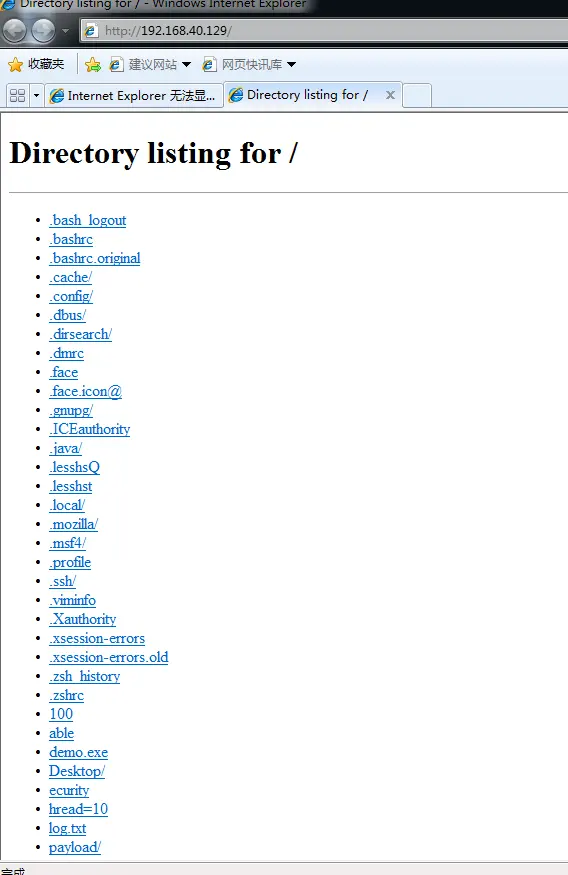 Directory listing for / - Windows Internet Explorer
http://192.168.40.129/
收藏夹 建议网站 网页快讯库
Internet Explorer 无法显... Directory listing for /
Directory listing for /
.bash_logout
.bashrc
.bashrc.original
.cache/
.config/
.dbus/
.dirsearch/
.dmrc
.face
.face.icon@
.gnupg/
.ICEauthority
.java/
.lesshsQ
.lesshst
.local/
.mozilla/
.msf4/
.profile
.ssh/
.viminfo
.Xauthority
.xsession-errors
.xsession-errors.old
.zsh_history
.zshrc
100
able
demo.exe
Desktop/
ecurity
hread=10
log.txt
payload/
完成